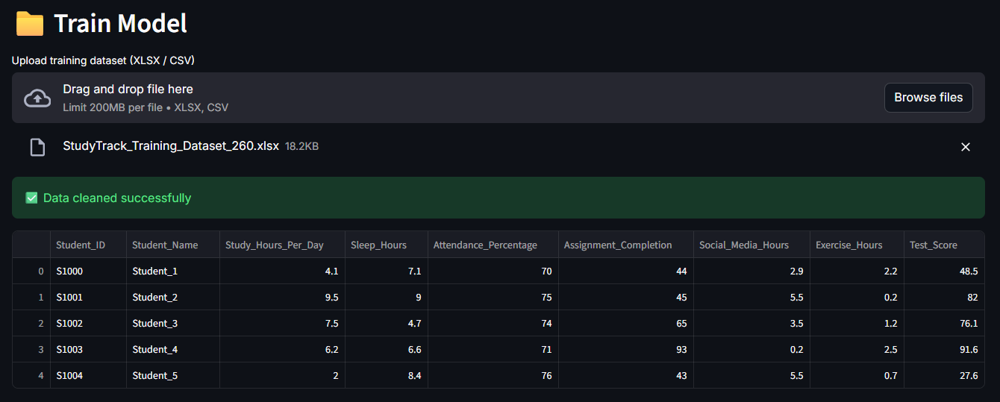 Train Model
Upload training dataset (XLSX / CSV)
Drag and drop file here
Limit 200MB per file • XLSX, CSV
Browse files
StudyTrack_Training_Dataset_260.xlsx 18.2KB
Data cleaned successfully
Student_ID Student_Name Study_Hours_Per_Day Sleep_Hours Attendance_Percentage Assignment_Completion Social_Media_Hours Exercise_Hours Test_Score
0 S1000 Student_1 4.1 7.1 70 44 2.9 2.2 48.5
1 S1001 Student_2 9.5 9 75 45 5.5 0.2 82
2 S1002 Student_3 7.5 4.7 74 65 3.5 1.2 76.1
3 S1003 Student_4 6.2 6.6 71 93 0.2 2.5 91.6
4 S1004 Student_5 2 8.4 76 43 5.5 0.7 27.6